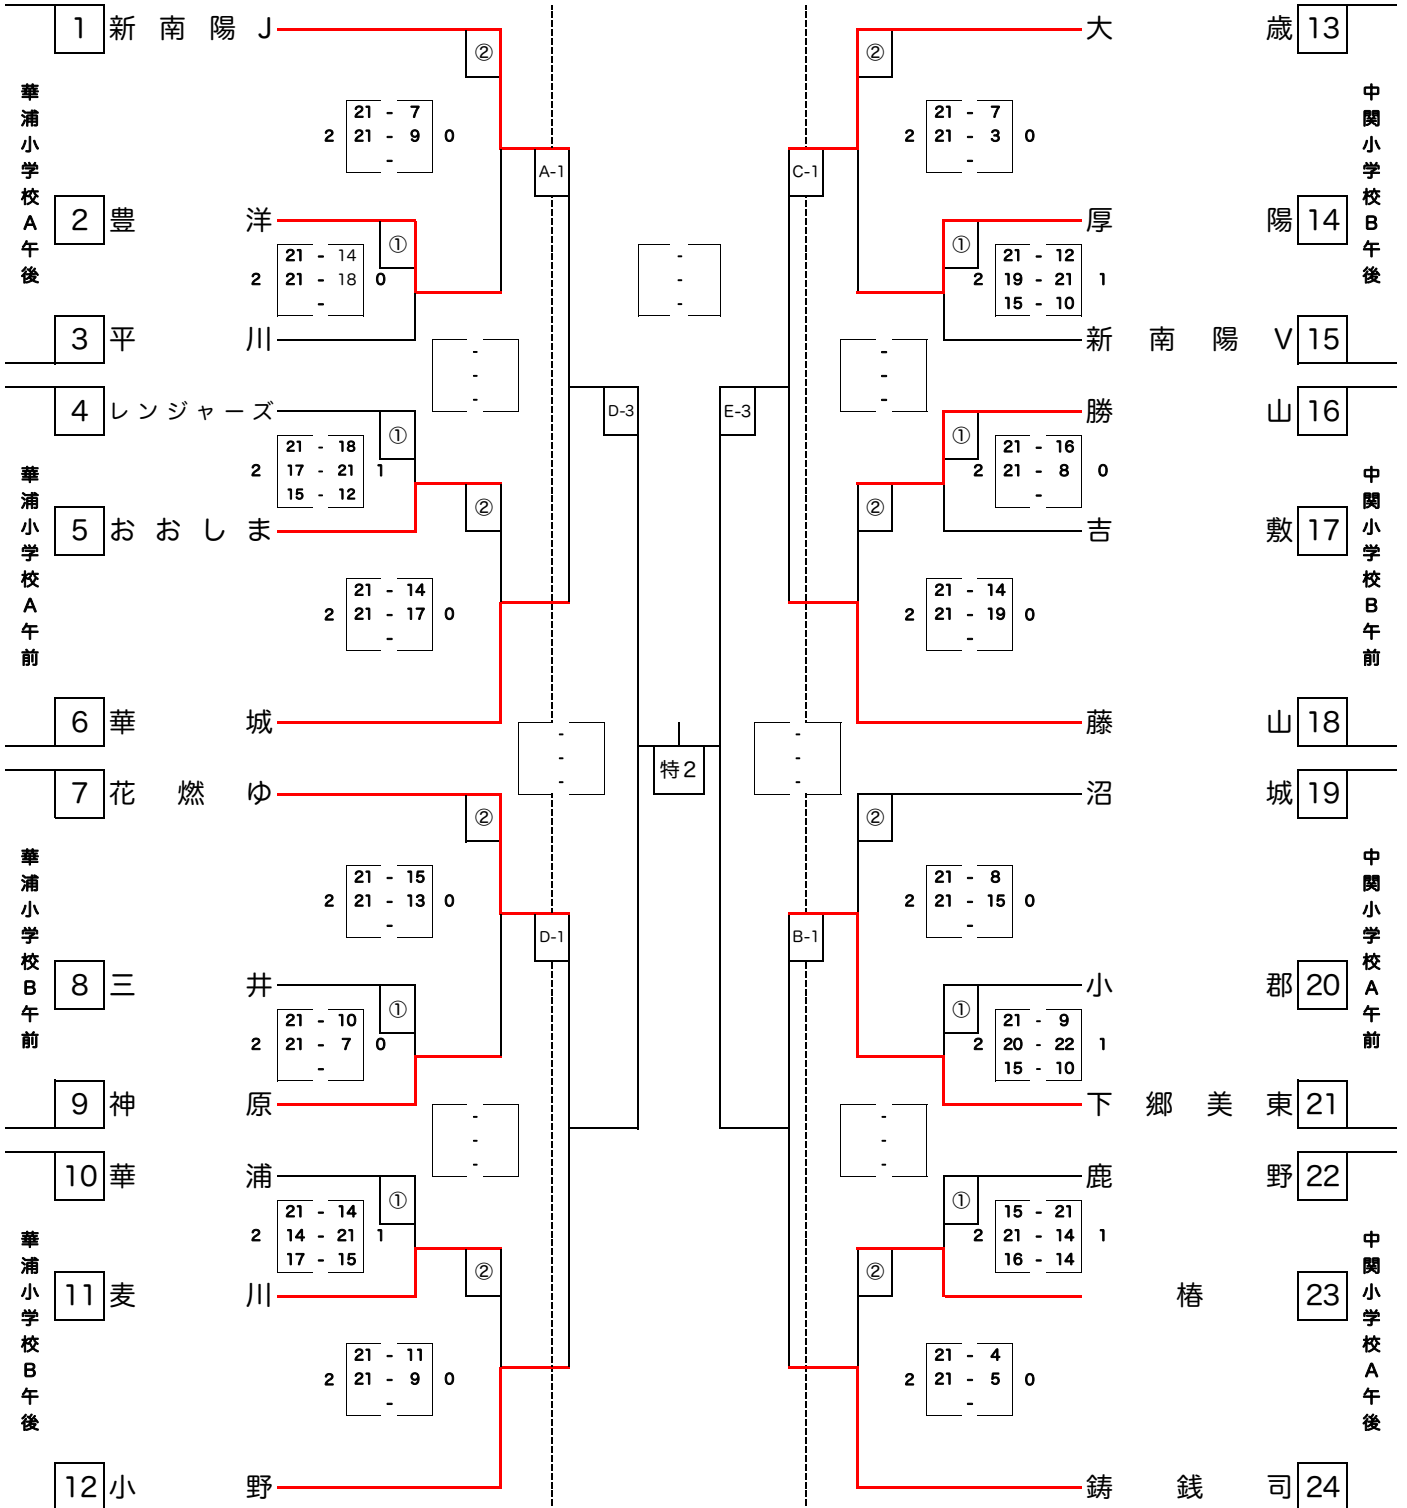 1 新南陽J
②
21 - 7
2 21 - 9 0
-
華浦小学校A午後
A-1
2 豊洋
①
21 - 14
2 21 - 18 0
-
3 平川
-
-
-
4 レンジャーズ
①
21 - 18
2 17 - 21 1
15 - 12
D-3
華浦小学校A午前
②
5 おおしま
21 - 14
2 21 - 17 0
-
6 華城
-
-
-
7 花燃ゆ
②
21 - 15
2 21 - 13 0
-
華浦小学校B午前
D-1
8 三井
①
21 - 10
2 21 - 7 0
-
9 神原
-
-
-
10 華浦
①
21 - 14
2 14 - 21 1
17 - 15
華浦小学校B午後
②
11 麦川
21 - 11
2 21 - 9 0
-
12 小野
-
-
-
特2
大歳 13
②
21 - 7
2 21 - 3 0
-
中関小学校B午後
C-1
厚陽 14
①
21 - 12
2 19 - 21 1
15 - 10
新南陽V 15
-
-
-
勝山 16
①
21 - 16
2 21 - 8 0
-
E-3
中関小学校B午前
②
吉敷 17
21 - 14
2 21 - 19 0
-
藤山 18
-
-
-
沼城 19
②
21 - 8
2 21 - 15 0
-
中関小学校A午前
B-1
小郡 20
①
21 - 9
2 20 - 22 1
15 - 10
下郷美東 21
-
-
-
鹿野 22
①
15 - 21
2 21 - 14 1
16 - 14
中関小学校A午後
②
椿 23
21 - 4
2 21 - 5 0
-
鋳銭司 24